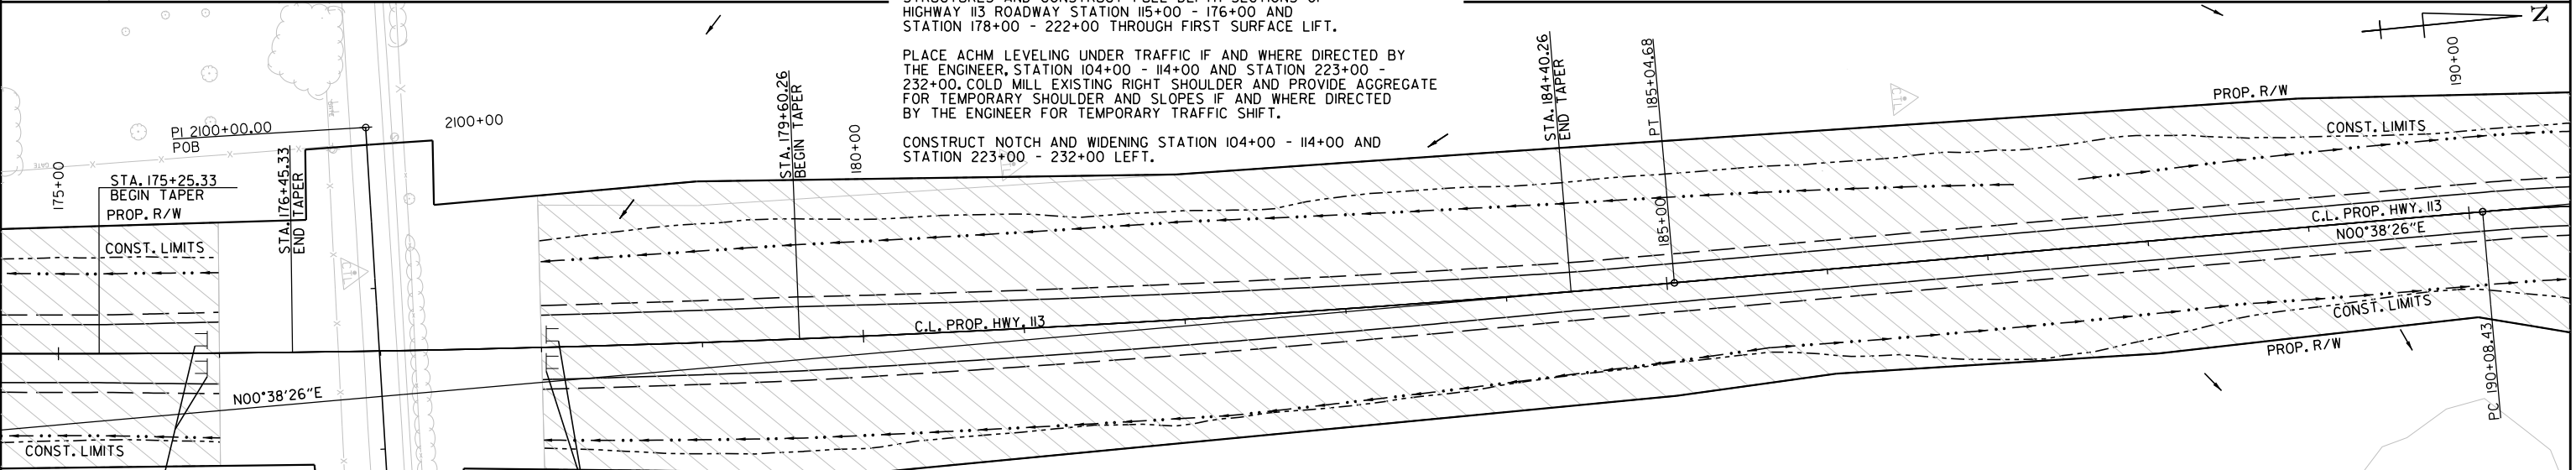 HIGHWAY 113 ROADWAY STATION 115+00 - 176+00 AND
STATION 178+00 - 222+00 THROUGH FIRST SURFACE LIFT.
PLACE ACHM LEVELING UNDER TRAFFIC IF AND WHERE DIRECTED BY
THE ENGINEER, STATION 104+00 - 114+00 AND STATION 223+00 -
232+00. COLD MILL EXISTING RIGHT SHOULDER AND PROVIDE AGGREGATE
FOR TEMPORARY SHOULDER AND SLOPES IF AND WHERE DIRECTED
BY THE ENGINEER FOR TEMPORARY TRAFFIC SHIFT.
CONSTRUCT NOTCH AND WIDENING STATION 104+00 - 114+00 AND
STATION 223+00 - 232+00 LEFT.
N
PI 2100+00.00
POB
2100+00
GATE
175+00
STA. 175+25.33
BEGIN TAPER
PROP. R/W
CONST. LIMITS
STA. 176+45.33
END TAPER
STA. 179+60.26
BEGIN TAPER
180+00
STA. 184+40.26
END TAPER
PT 185+04.68
185+00
190+00
PROP. R/W
CONST. LIMITS
C.L. PROP. HWY. 113
N00°38'26"E
C.L. PROP. HWY. 113
CONST. LIMITS
PROP. R/W
PC 190+08.43
N00°38'26"E
CONST. LIMITS